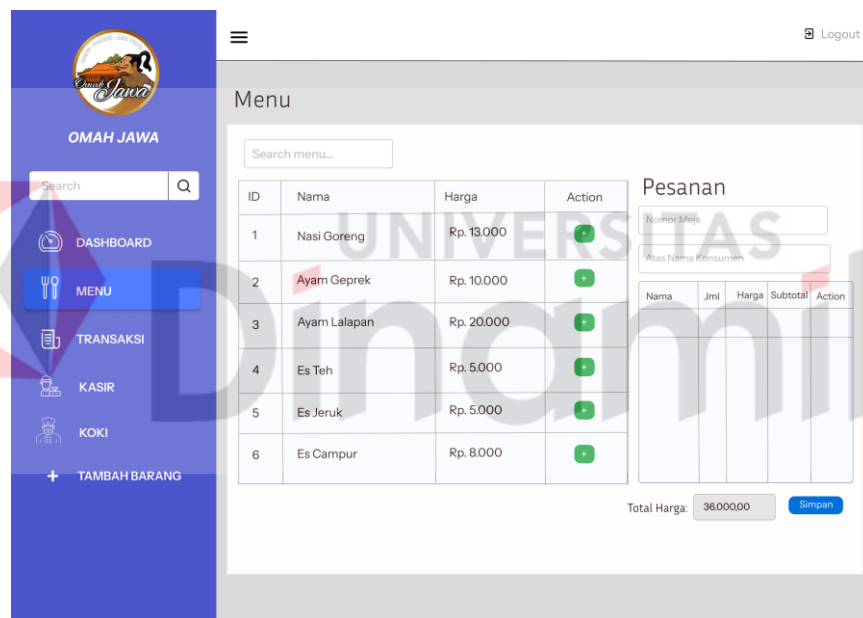 Logout
Omah Jawa
OMAH JAWA
Search
DASHBOARD
MENU
TRANSAKSI
KASIR
KOKI
+ TAMBAH BARANG
Menu
Search menu...
ID Nama Harga Action
1 Nasi Goreng Rp. 13.000 +
2 Ayam Geprek Rp. 10.000 +
3 Ayam Lalapan Rp. 20.000 +
4 Es Teh Rp. 5.000 +
5 Es Jeruk Rp. 5.000 +
6 Es Campur Rp. 8.000 +
Pesanan
Nomor Meja
Atas Nama Konsumen
Nama Jml Harga Subtotal Action
Total Harga: 36.000,00 Simpan
UNIVERSITAS
Dinami